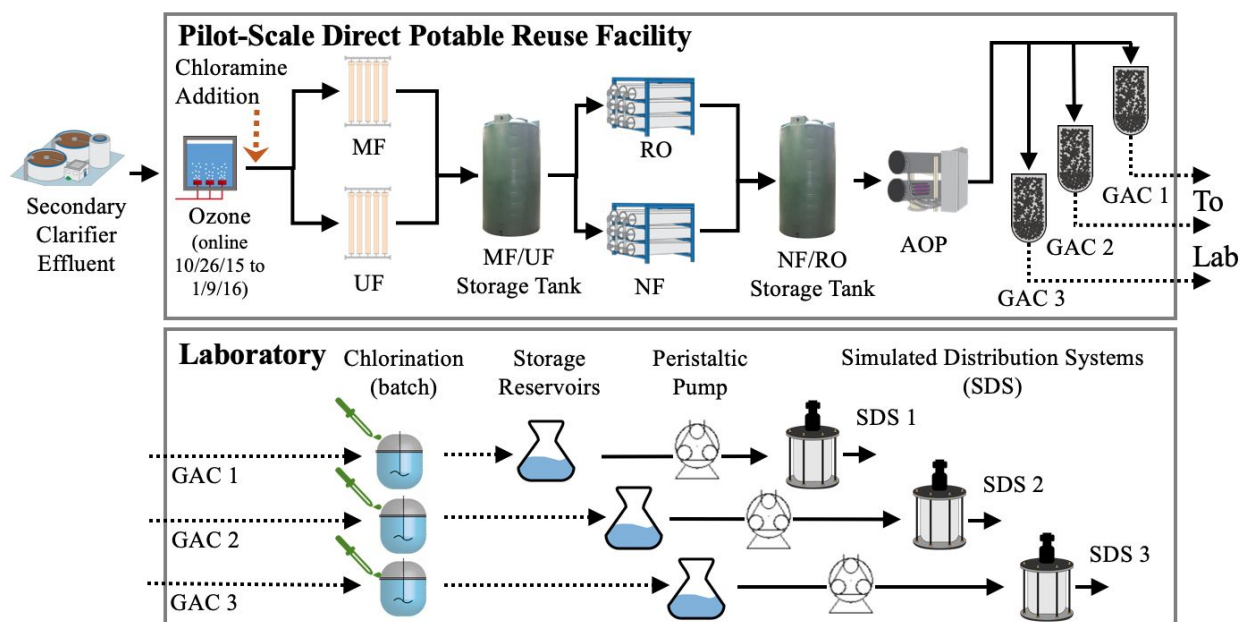 Pilot-Scale Direct Potable Reuse Facility
Chloramine
Addition
Secondary
Clarifier
Effluent
Ozone
(online
10/26/15 to
1/9/16)
MF
UF
MF/UF
Storage Tank
RO
NF
NF/RO
Storage Tank
AOP
GAC 1
GAC 2
GAC 3
To
Lab
Laboratory
Chlorination
(batch)
Storage
Reservoirs
Peristaltic
Pump
Simulated Distribution Systems
(SDS)
GAC 1
SDS 1
GAC 2
SDS 2
GAC 3
SDS 3